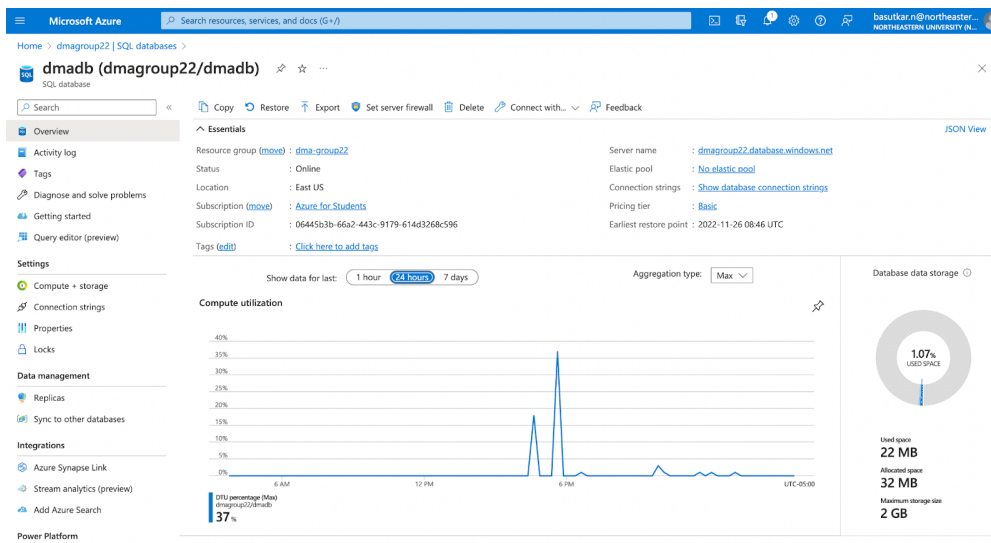 Microsoft Azure
Search resources, services, and docs (G+/)
1
basutkar.n@northeaster...
NORTHEASTERN UNIVERSITY (N...
Home > dmagroup22 | SQL databases >
SQL
dmadb (dmagroup22/dmadb) ...
SQL database
Search «
Copy Restore Export Set server firewall Delete Connect with... Feedback
Overview
Activity log
Tags
Diagnose and solve problems
Getting started
Query editor (preview)
Settings
Compute + storage
Connection strings
Properties
Locks
Data management
Replicas
Sync to other databases
Integrations
Azure Synapse Link
Stream analytics (preview)
Add Azure Search
Power Platform
Essentials
JSON View
Resource group (move) : dma-group22
Status : Online
Location : East US
Subscription (move) : Azure for Students
Subscription ID : 06445b3b-66a2-443c-9179-614d3268c596
Tags (edit) : Click here to add tags
Server name : dmagroup22.database.windows.net
Elastic pool : No elastic pool
Connection strings : Show database connection strings
Pricing tier : Basic
Earliest restore point : 2022-11-26 08:46 UTC
Show data for last: 1 hour 24 hours 7 days
Aggregation type: Max
Compute utilization
40%
35%
30%
25%
20%
15%
10%
5%
0%
6 AM 12 PM 6 PM UTC-05:00
DTU percentage (Max)
dmagroup22/dmadb
37 %
Database data storage
1.07%
USED SPACE
Used space
22 MB
Allocated space
32 MB
Maximum storage size
2 GB